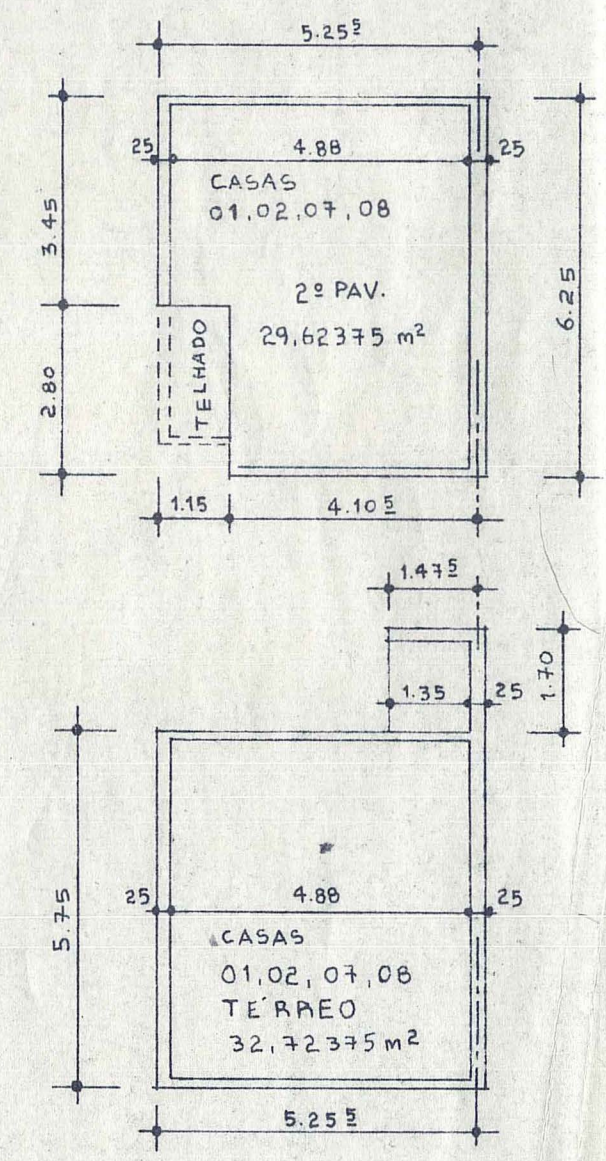 5.25⁵
25
4.88
25
CASAS
01,02,07,08
3.45
2º PAV.
29,62375 m²
6.25
TELHADO
2.80
1.15
4.10⁵
1.47⁵
1.35
25
1.70
5.75
25
4.88
25
CASAS
01,02,07,08
TÉRREO
32,72375 m²
5.25⁵